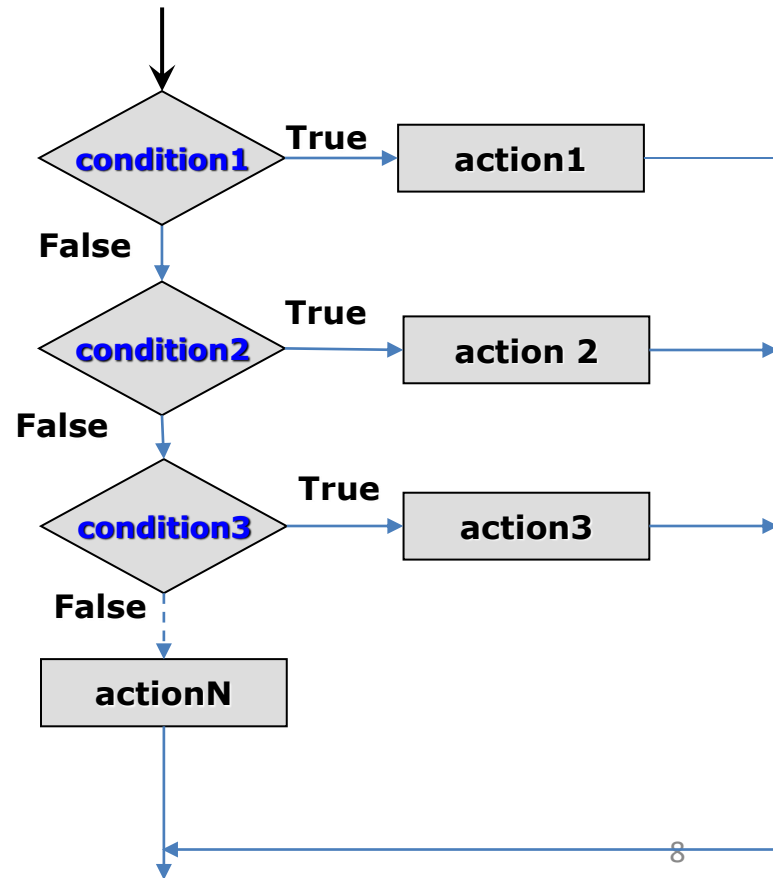 True
condition1
action1
False
True
condition2
action 2
False
True
condition3
action3
False
actionN
8